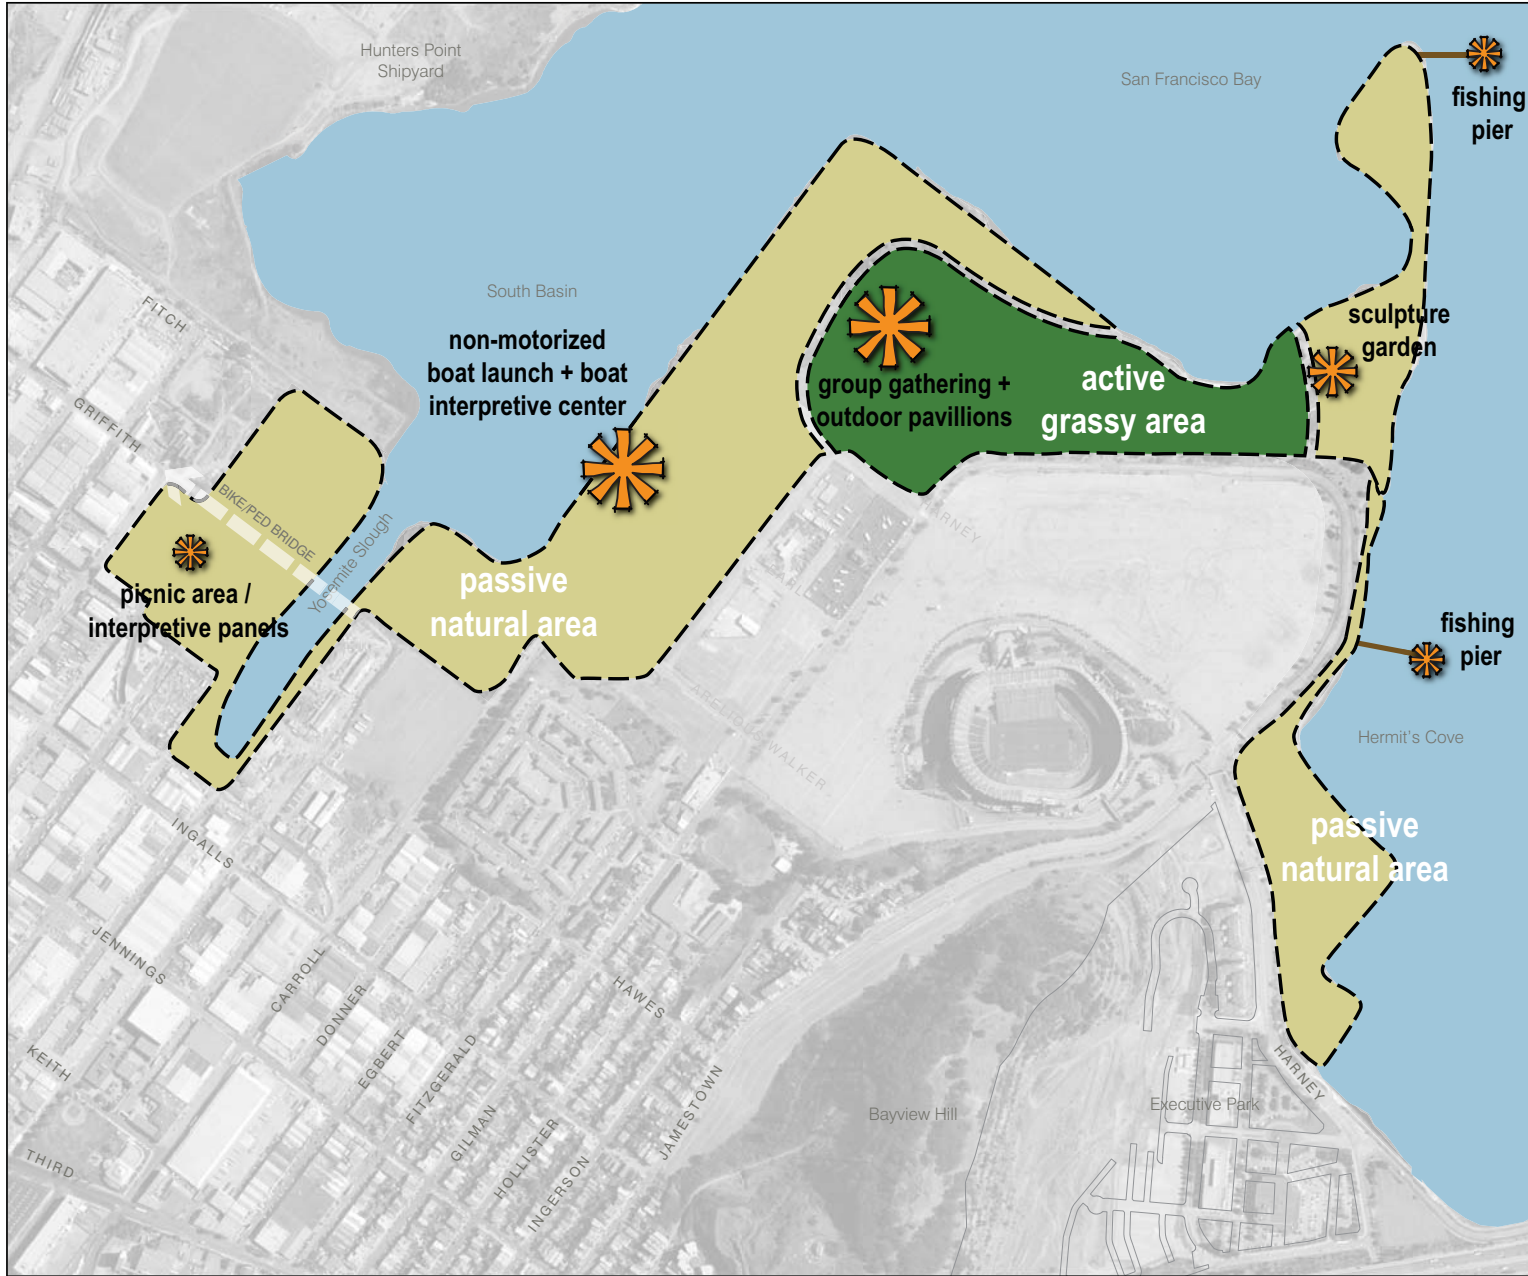 Hunters Point
Shipyard
San Francisco Bay
fishing
pier
South Basin
non-motorized
boat launch + boat
interpretive center
sculpture
garden
group gathering +
outdoor pavillions
active
grassy area
FITCH
GRIFFITH
BIKE/PED BRIDGE
Yosemite Slough
picnic area /
interpretive panels
passive
natural area
HARNEY
fishing
pier
Hermit's Cove
WALKER
passive
natural area
INGALLS
JENNINGS
KEITH
THIRD
CARROLL
DONNER
EGBERT
FITZGERALD
GILMAN
HOLLISTER
INGERSON
HAWES
JAMESTOWN
Bayview Hill
Executive Park
HARNEY